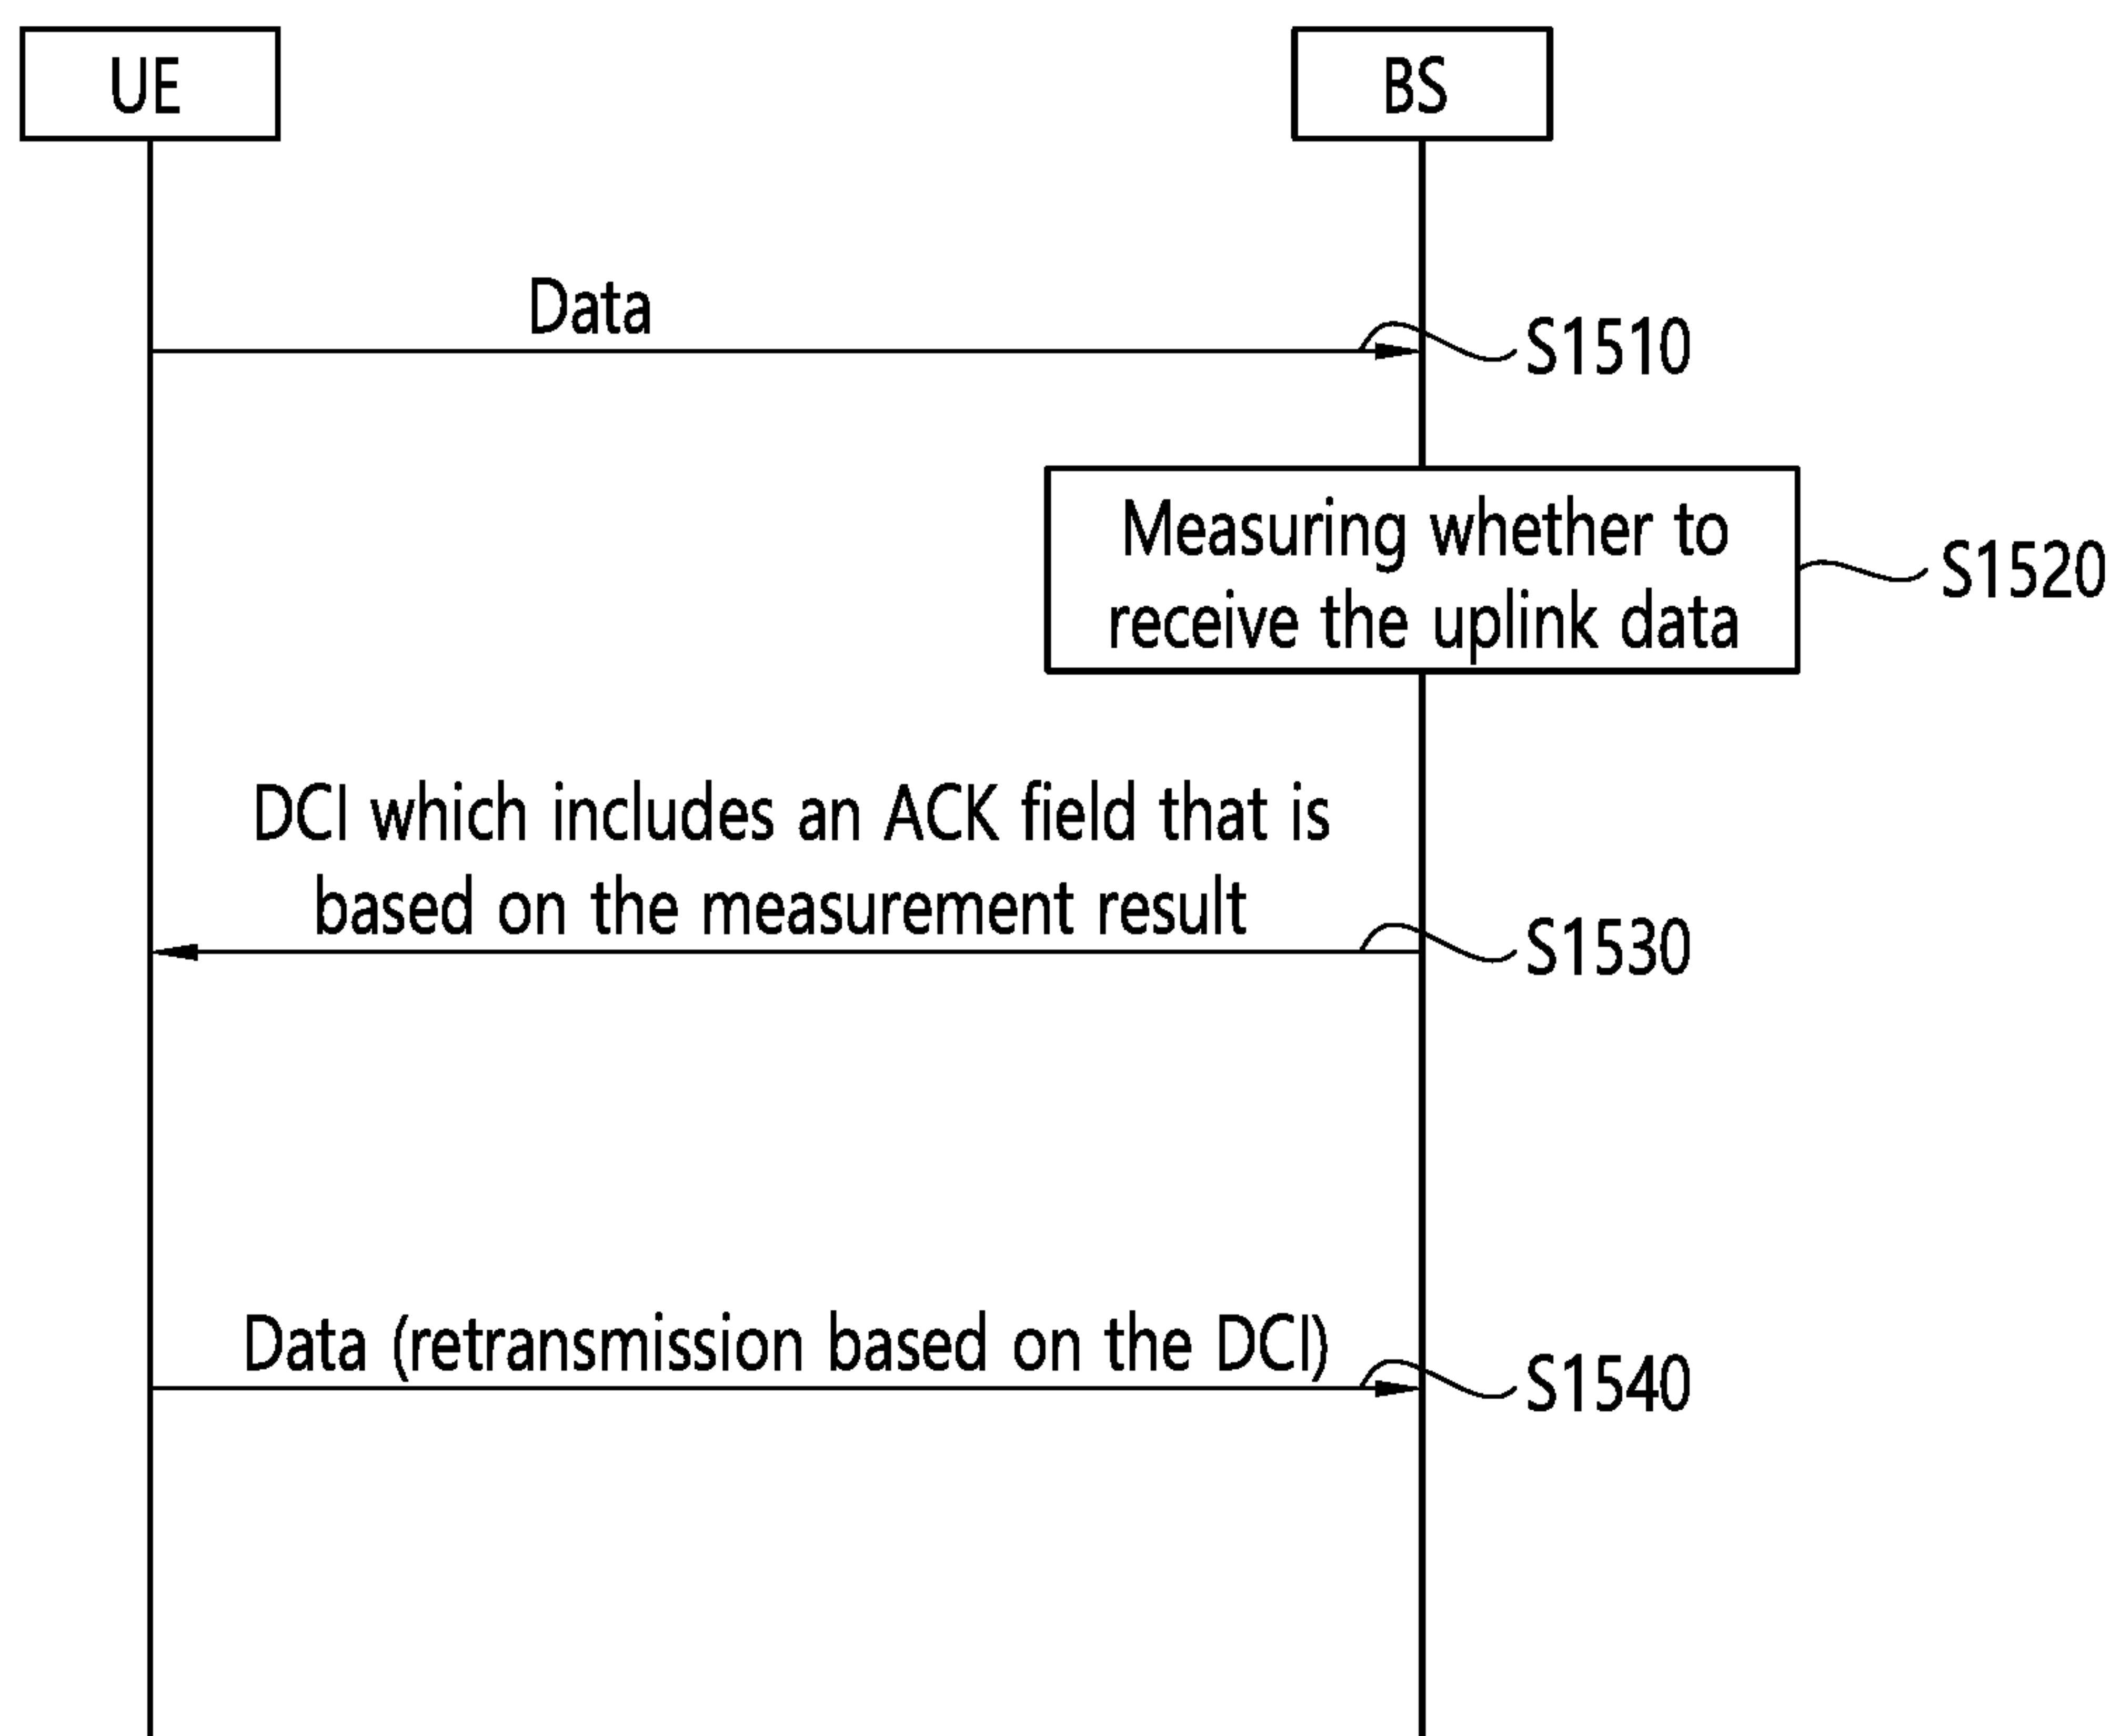 UE
BS
Data
S1510
Measuring whether to
receive the uplink data
S1520
DCI which includes an ACK field that is
based on the measurement result
S1530
Data (retransmission based on the DCI)
S1540